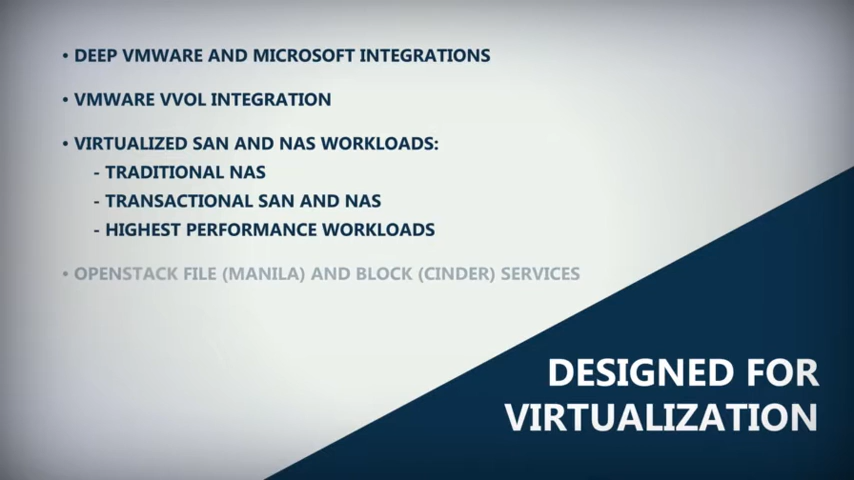 • DEEP VMWARE AND MICROSOFT INTEGRATIONS
• VMWARE VVOL INTEGRATION
• VIRTUALIZED SAN AND NAS WORKLOADS:
- TRADITIONAL NAS
- TRANSACTIONAL SAN AND NAS
- HIGHEST PERFORMANCE WORKLOADS
• OPENSTACK FILE (MANILA) AND BLOCK (CINDER) SERVICES
DESIGNED FOR
VIRTUALIZATION